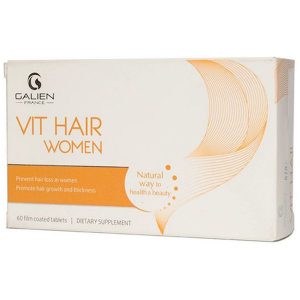 GALIEN
FRANCE
VIT HAIR
WOMEN
Prevent hair loss in women
Promote hair growth and thickness
Natural
way to
health & beauty
60 film coated tablets | DIETARY SUPPLEMENT